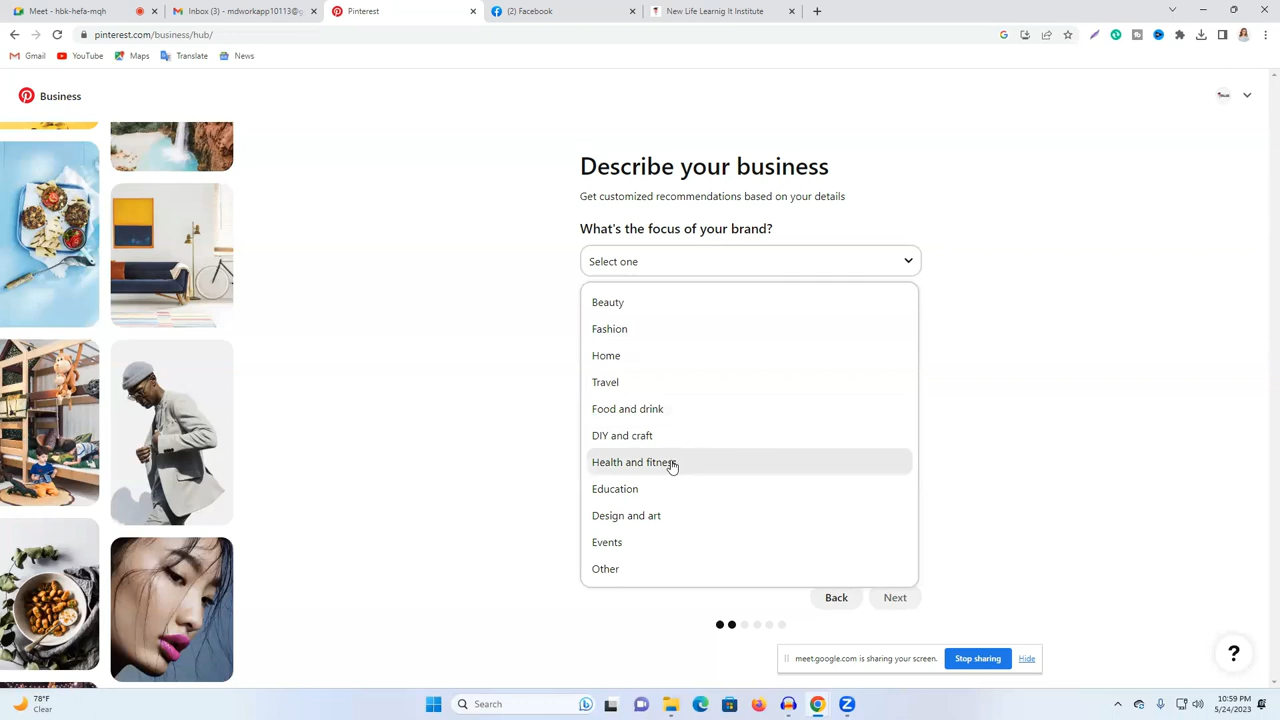 Meet - hbk-hefa-mqh
Inbox (3) - mdworkapp10113@g
Pinterest
(2) Facebook
New Life Learnig It Institute
pinterest.com/business/hub/
Gmail
YouTube
Maps
Translate
News
Business
Describe your business
Get customized recommendations based on your details
What's the focus of your brand?
Select one
Beauty
Fashion
Home
Travel
Food and drink
DIY and craft
Health and fitness
Education
Design and art
Events
Other
Back
Next
meet.google.com is sharing your screen.
Stop sharing
Hide
?
78°F
Clear
Search
10:59 PM
5/24/2023